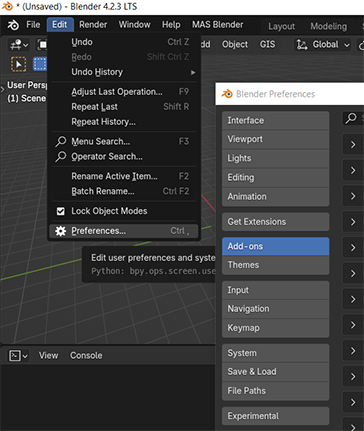 * (Unsaved) - Blender 4.2.3 LTS
File Edit Render Window Help MAS Blender Layout Modeling
Undo Ctrl Z
Redo Shift Ctrl Z
Undo History
Adjust Last Operation... F9
Repeat Last Shift R
Repeat History...
Menu Search... F3
Operator Search...
Rename Active Item... F2
Batch Rename... Ctrl F2
Lock Object Modes
Preferences... Ctrl ,
Object GIS Global
User Persp
(1) Scene
Edit user preferences and syste
Python: bpy.ops.screen.use
View Console
Blender Preferences
Interface
Viewport
Lights
Editing
Animation
Get Extensions
Add-ons
Themes
Input
Navigation
Keymap
System
Save & Load
File Paths
Experimental